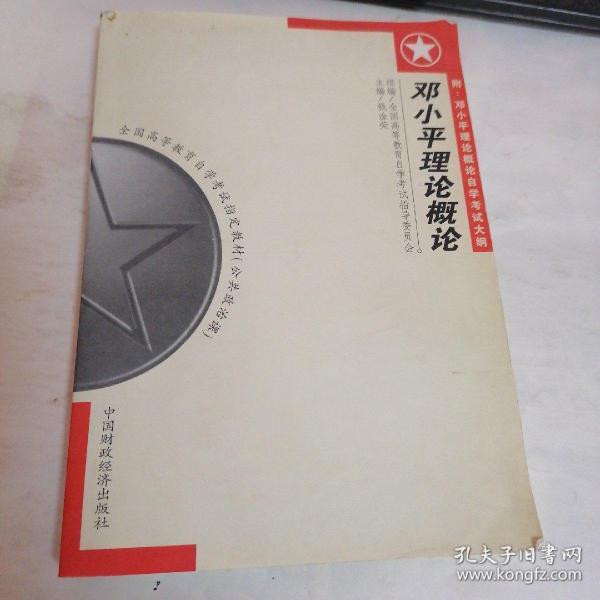 附：邓小平理论概论自学考试大纲
邓小平理论概论
组编/全国高等教育自学考试指导委员会
主编/钱淦荣
全国高等教育自学考试指定教材（公共政治课）
中国财政经济出版社
孔夫子旧书网
www.kongfz.com